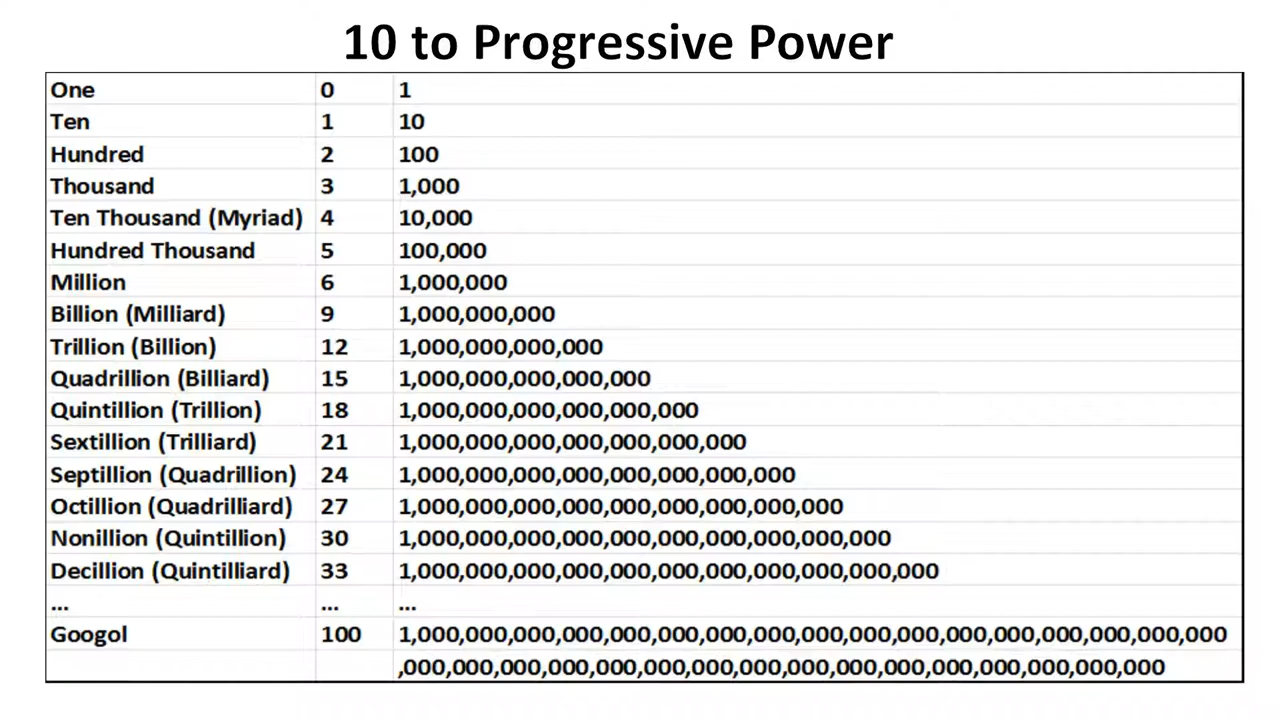 10 to Progressive Power
One 0 1
Ten 1 10
Hundred 2 100
Thousand 3 1,000
Ten Thousand (Myriad) 4 10,000
Hundred Thousand 5 100,000
Million 6 1,000,000
Billion (Milliard) 9 1,000,000,000
Trillion (Billion) 12 1,000,000,000,000
Quadrillion (Billiard) 15 1,000,000,000,000,000
Quintillion (Trillion) 18 1,000,000,000,000,000,000
Sextillion (Trilliard) 21 1,000,000,000,000,000,000,000
Septillion (Quadrillion) 24 1,000,000,000,000,000,000,000,000
Octillion (Quadrilliard) 27 1,000,000,000,000,000,000,000,000,000
Nonillion (Quintillion) 30 1,000,000,000,000,000,000,000,000,000,000
Decillion (Quintilliard) 33 1,000,000,000,000,000,000,000,000,000,000,000
... ... ...
Googol 100 1,000,000,000,000,000,000,000,000,000,000,000,000,000,000,000,000,000
,000,000,000,000,000,000,000,000,000,000,000,000,000,000,000,000